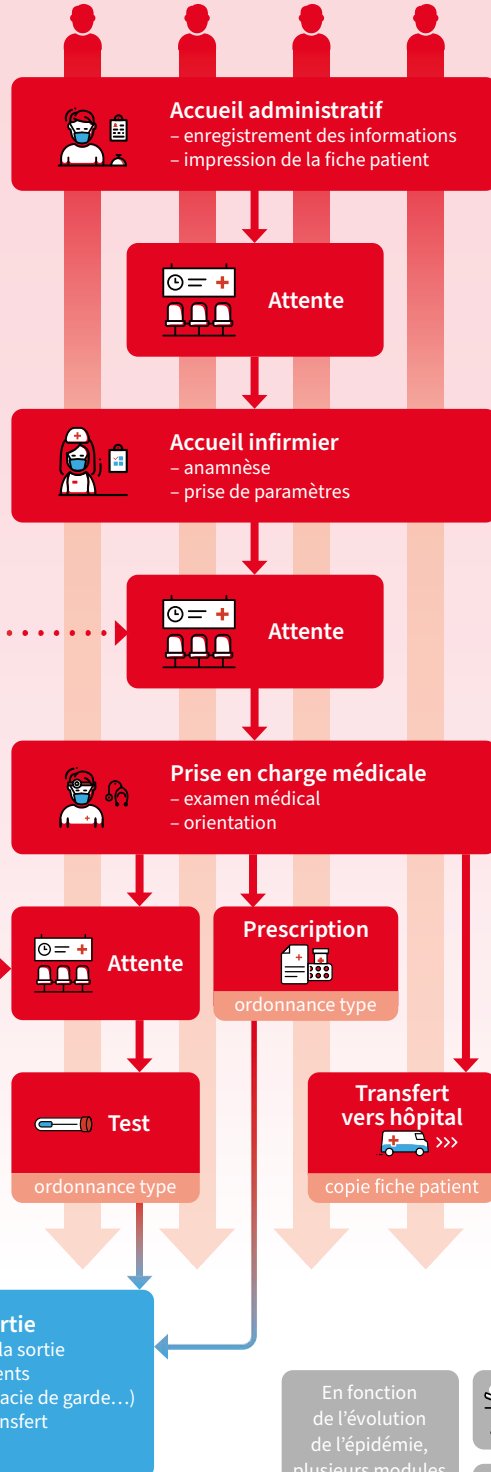 Accueil administratif
– enregistrement des informations
– impression de la fiche patient
Attente
Accueil infirmier
– anamnèse
– prise de paramètres
Attente
Prise en charge médicale
– examen médical
– orientation
Attente
Prescription
ordonnance type
Test
ordonnance type
Transfert
vers hôpital
copie fiche patient
la sortie
de garde…)
En fonction
de l’évolution
de l’épidémie,
plusieurs modules